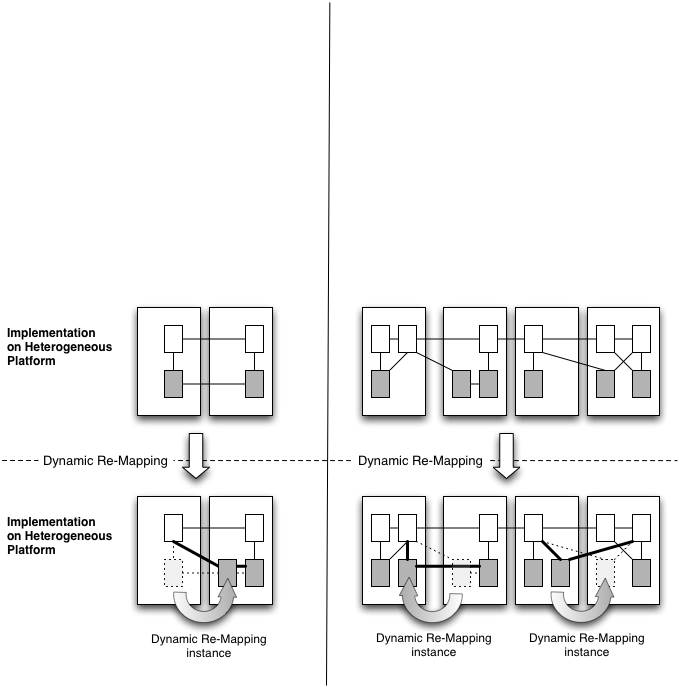 Implementation
on Heterogeneous
Platform
Dynamic Re-Mapping
Dynamic Re-Mapping
Implementation
on Heterogeneous
Platform
Dynamic Re-Mapping
instance
Dynamic Re-Mapping
instance
Dynamic Re-Mapping
instance